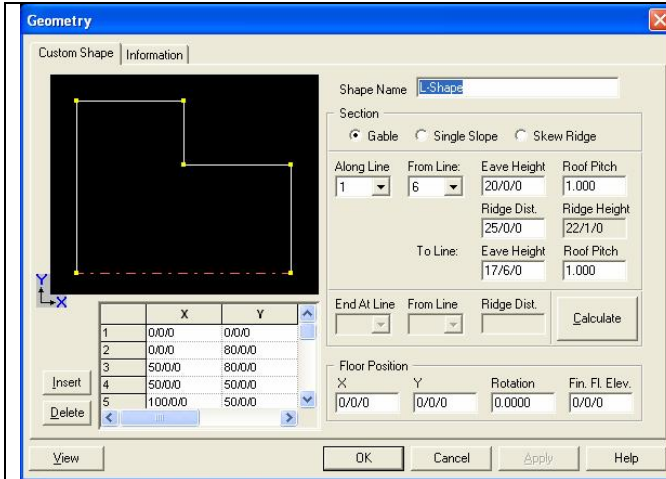 Geometry
Custom Shape Information
Shape Name L-Shape
Section
Gable Single Slope Skew Ridge
Along Line From Line: Eave Height Roof Pitch
1 6 20/0/0 1.000
Ridge Dist. Ridge Height
25/0/0 22/1/0
To Line: Eave Height Roof Pitch
17/6/0 1.000
Y
X
End At Line From Line Ridge Dist.
Calculate
X Y
1 0/0/0 0/0/0
2 0/0/0 80/0/0
3 50/0/0 80/0/0
4 50/0/0 50/0/0
5 100/0/0 50/0/0
Insert
Delete
Floor Position
X Y Rotation Fin. Fl. Elev.
0/0/0 0/0/0 0.0000 0/0/0
View OK Cancel Apply Help